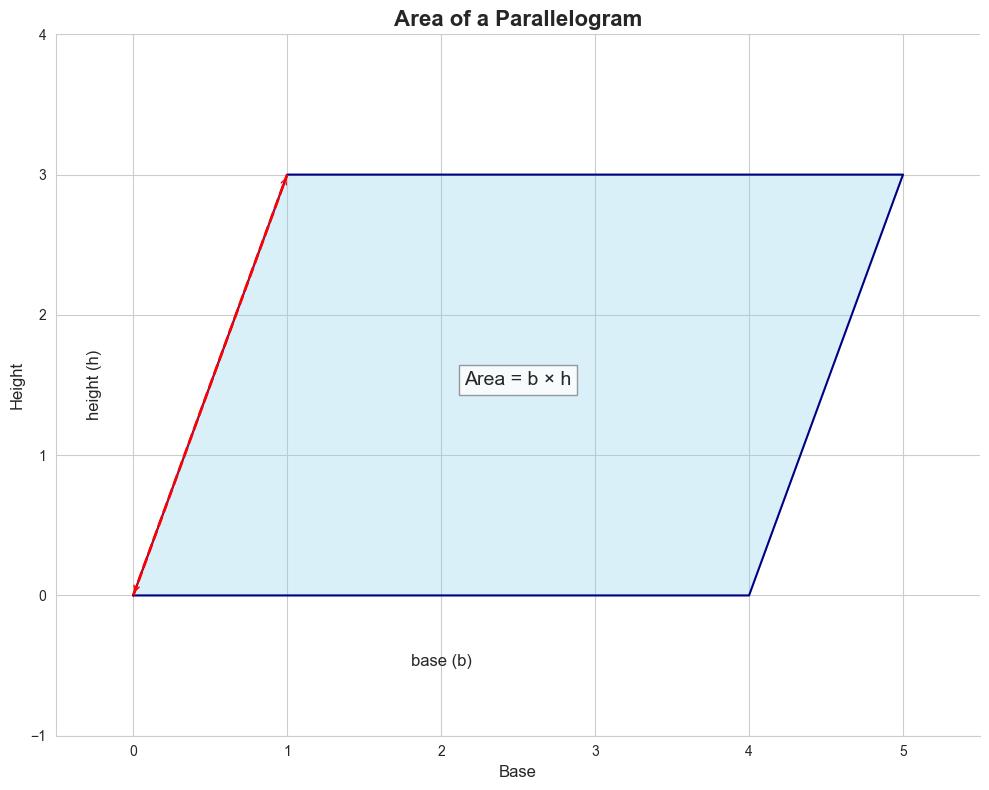 Area of a Parallelogram
4
3
2
1
0
−1
Height
height (h)
Area = b × h
base (b)
0 1 2 3 4 5
Base